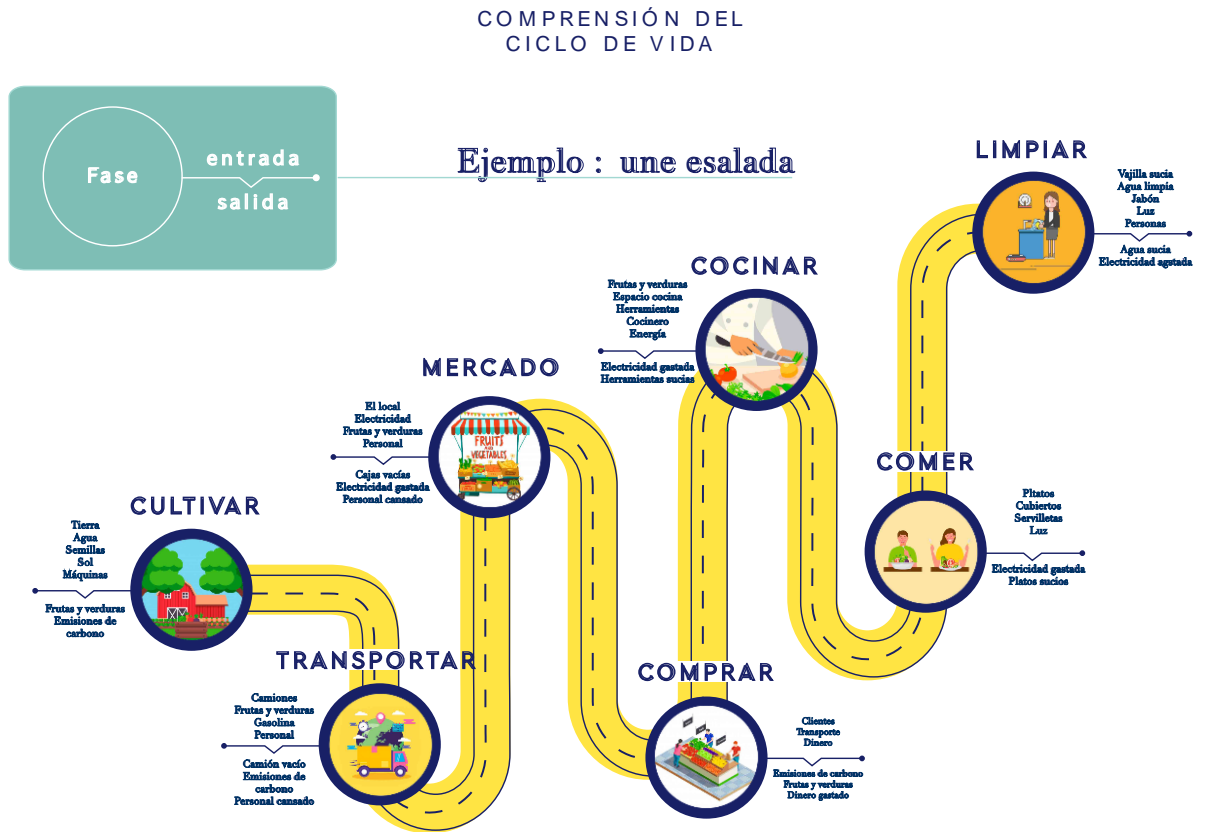 COMPRENSIÓN DEL
CICLO DE VIDA
Fase
entrada
salida
Ejemplo : une esalada
CULTIVAR
Tierra
Agua
Semillas
Sol
Máquinas
Frutas y verduras
Emisiones de
carbono
TRANSPORTAR
Camiones
Frutas y verduras
Gasolina
Personal
Camión vacío
Emisiones de
carbono
Personal cansado
MERCADO
El local
Electricidad
Frutas y verduras
Personal
Cajas vacías
Electricidad gastada
Personal cansado
FRUITS
AND
VEGETABLES
COMPRAR
Clientes
Transporte
Dinero
Emisiones de carbono
Frutas y verduras
Dinero gastado
COCINAR
Frutas y verduras
Espacio cocina
Herramientas
Cocinero
Energía
Electricidad gastada
Herramientas sucias
COMER
Pltatos
Cubiertos
Servilletas
Luz
Electricidad gastada
Platos sucios
LIMPIAR
Vajilla sucia
Agua limpia
Jabón
Luz
Personas
Agua sucia
Electricidad agstada